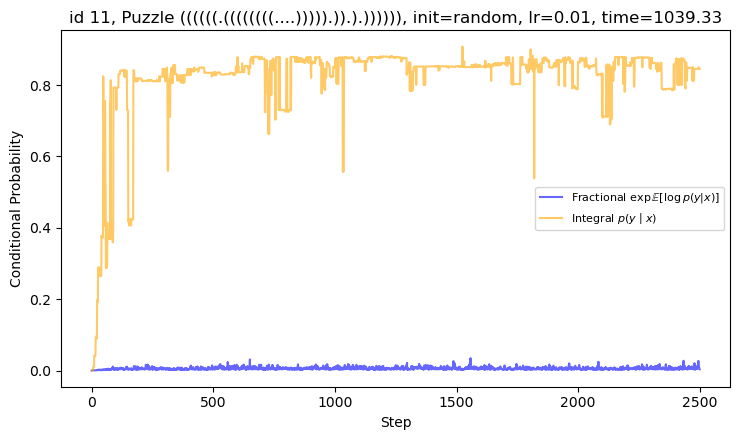 id 11, Puzzle ((((((.((((((((....))))).)).).)))))), init=random, lr=0.01, time=1039.33
Conditional Probability
0.8
0.6
0.4
0.2
0.0
Fractional exp𝔼[log p(y|x)]
Integral p(y | x)
0 500 1000 1500 2000 2500
Step